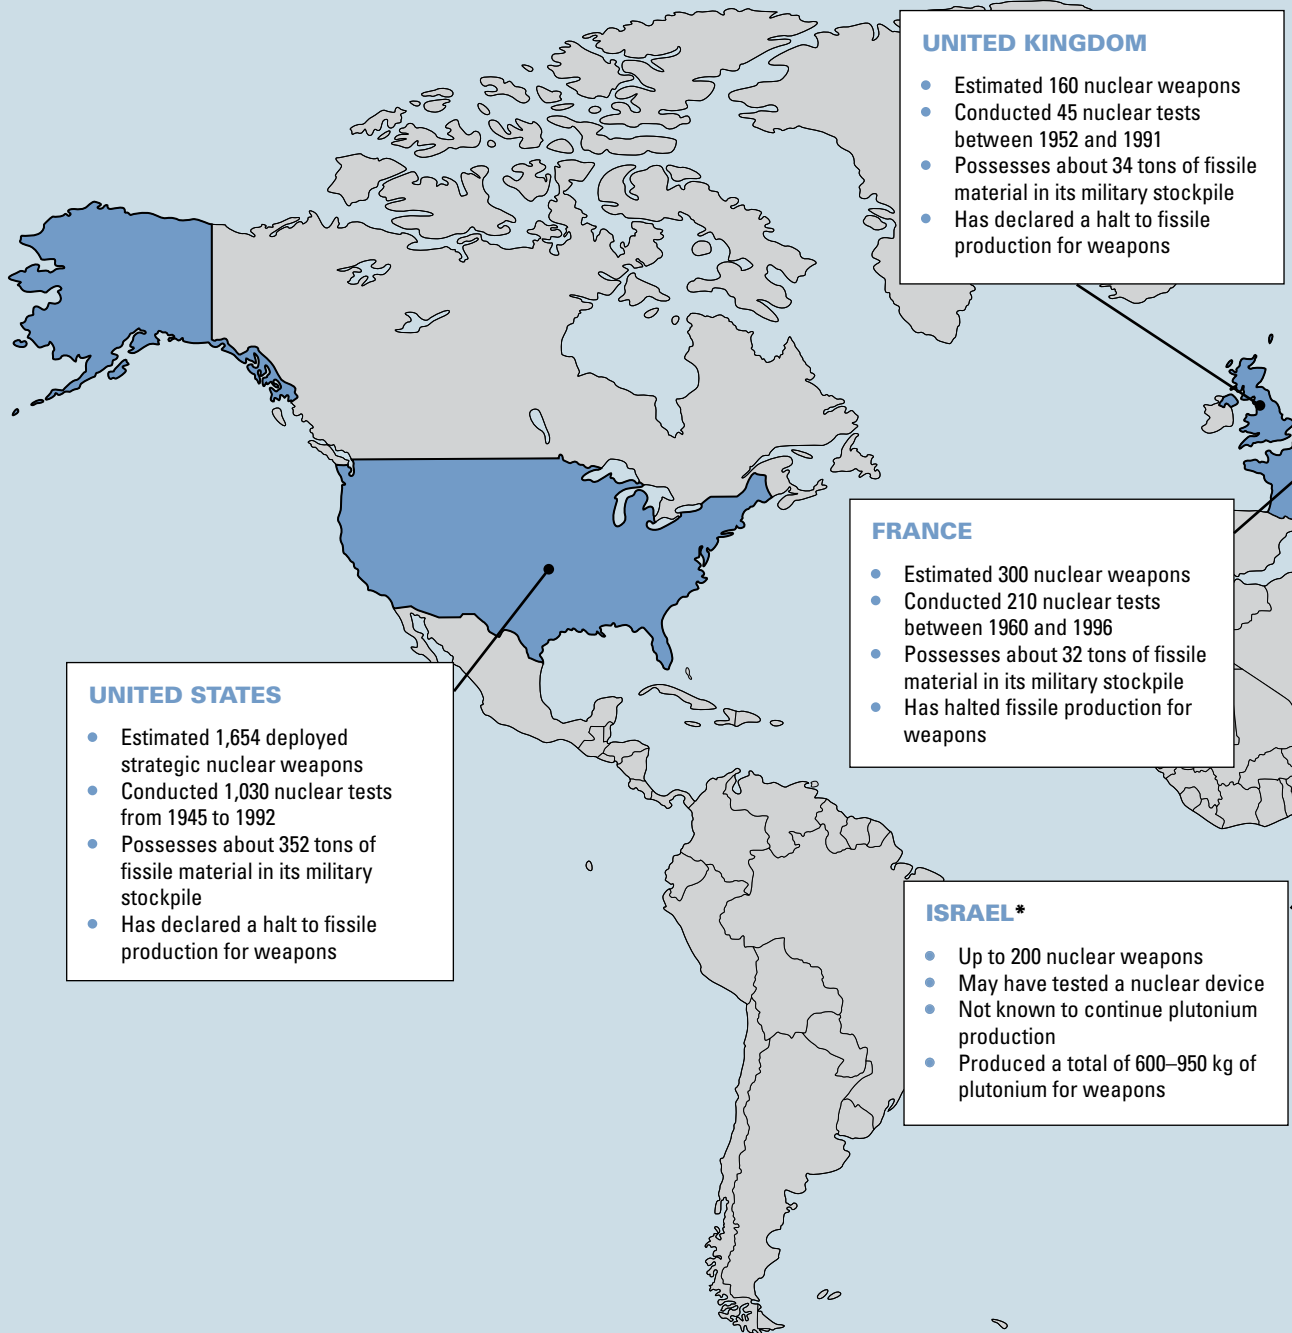 UNITED KINGDOM
• Estimated 160 nuclear weapons
• Conducted 45 nuclear tests
between 1952 and 1991
• Possesses about 34 tons of fissile
material in its military stockpile
• Has declared a halt to fissile
production for weapons
FRANCE
• Estimated 300 nuclear weapons
• Conducted 210 nuclear tests
between 1960 and 1996
• Possesses about 32 tons of fissile
material in its military stockpile
• Has halted fissile production for
weapons
UNITED STATES
• Estimated 1,654 deployed
strategic nuclear weapons
• Conducted 1,030 nuclear tests
from 1945 to 1992
• Possesses about 352 tons of
fissile material in its military
stockpile
• Has declared a halt to fissile
production for weapons
ISRAEL*
• Up to 200 nuclear weapons
• May have tested a nuclear device
• Not known to continue plutonium
production
• Produced a total of 600–950 kg of
plutonium for weapons